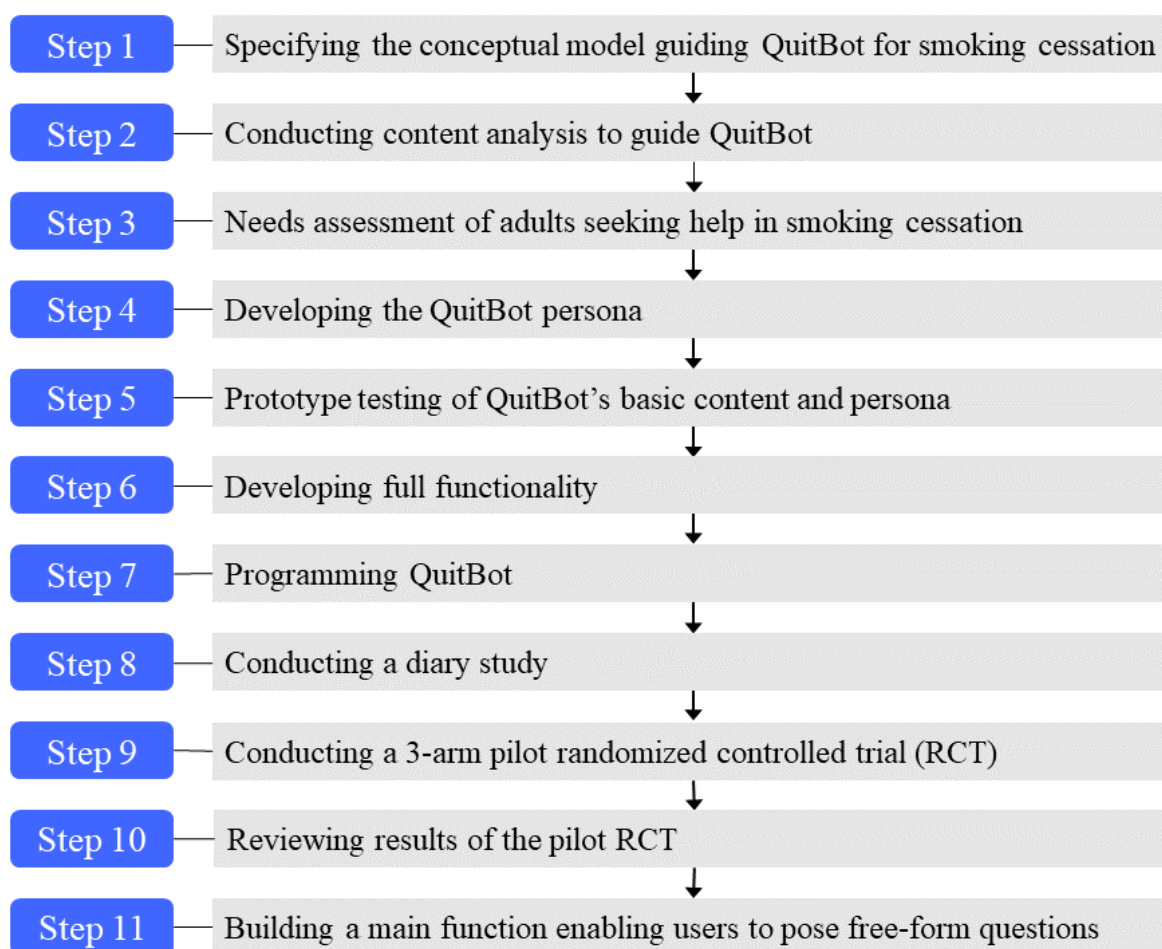 Step 1 Specifying the conceptual model guiding QuitBot for smoking cessation
Step 2 Conducting content analysis to guide QuitBot
Step 3 Needs assessment of adults seeking help in smoking cessation
Step 4 Developing the QuitBot persona
Step 5 Prototype testing of QuitBot’s basic content and persona
Step 6 Developing full functionality
Step 7 Programming QuitBot
Step 8 Conducting a diary study
Step 9 Conducting a 3-arm pilot randomized controlled trial (RCT)
Step 10 Reviewing results of the pilot RCT
Step 11 Building a main function enabling users to pose free-form questions